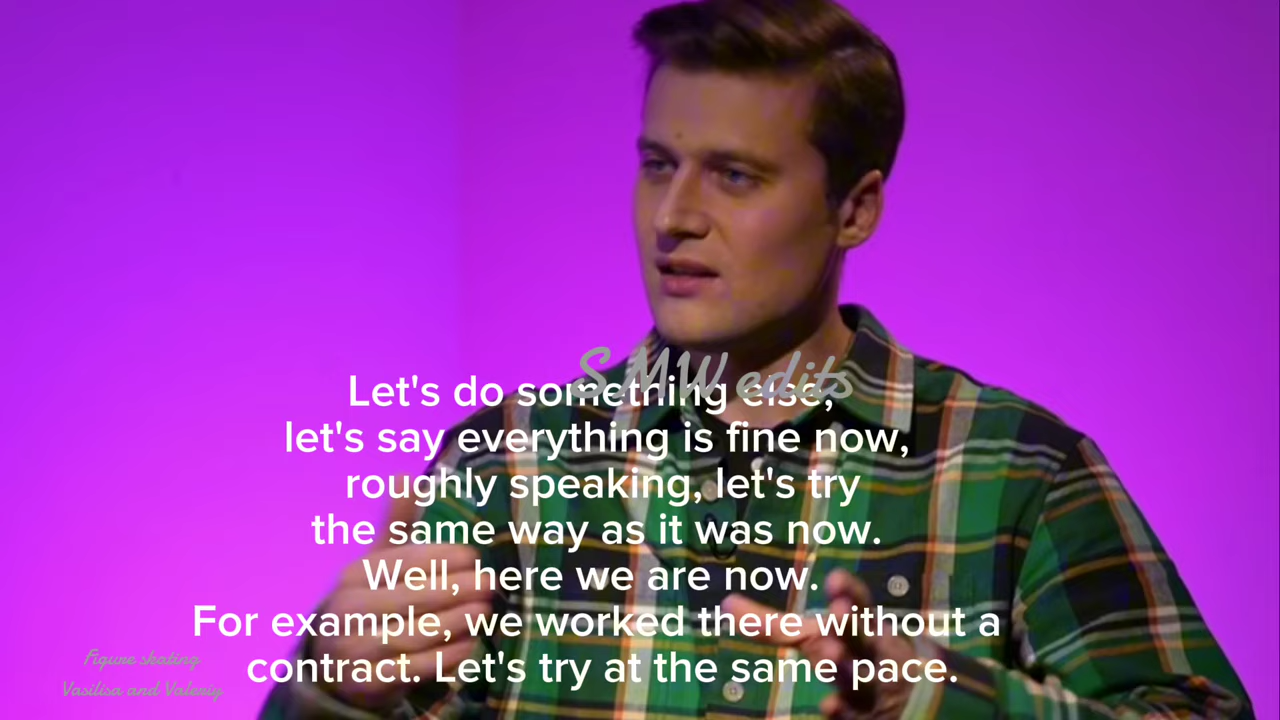 SMW edits
Let's do something else,
let's say everything is fine now,
roughly speaking, let's try
the same way as it was now.
Well, here we are now.
For example, we worked there without a
contract. Let's try at the same pace.
Figure skating
Vasilisa and Valeriy